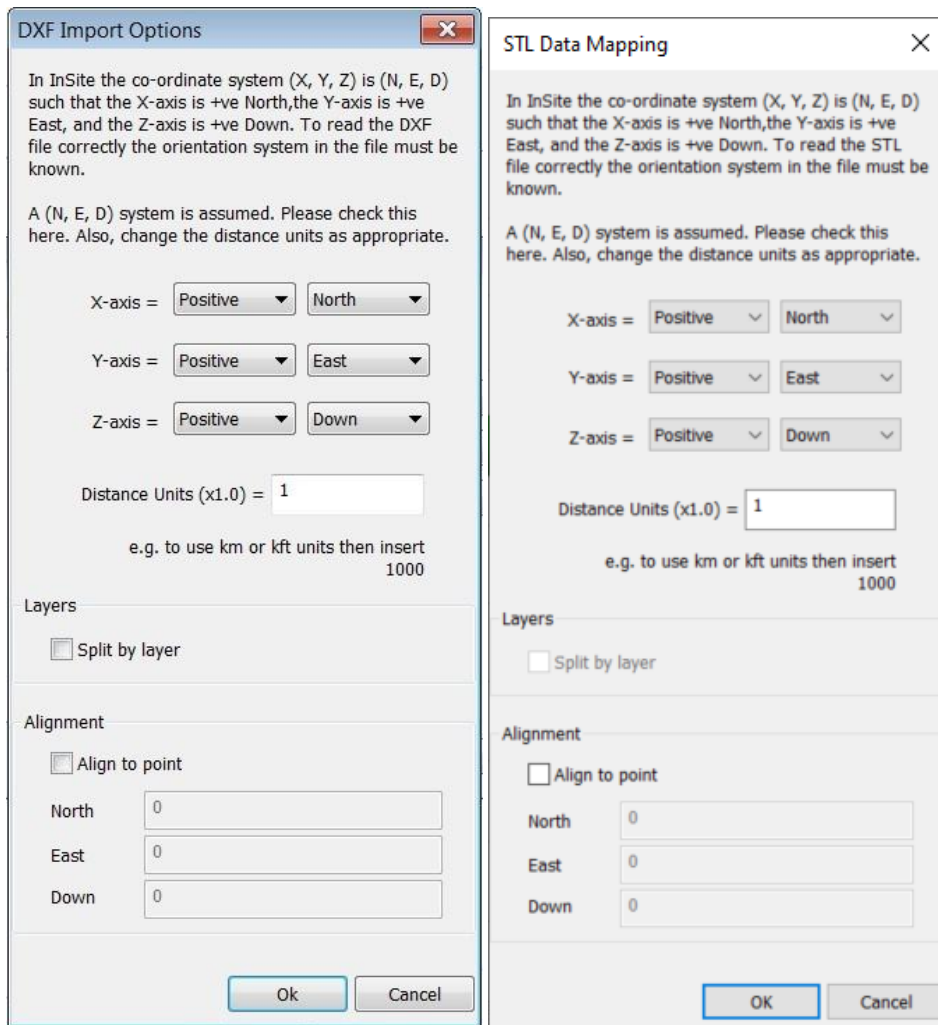 DXF Import Options
In InSite the co-ordinate system (X, Y, Z) is (N, E, D)
such that the X-axis is +ve North,the Y-axis is +ve
East, and the Z-axis is +ve Down. To read the DXF
file correctly the orientation system in the file must be
known.
A (N, E, D) system is assumed. Please check this
here. Also, change the distance units as appropriate.
X-axis = Positive North
Y-axis = Positive East
Z-axis = Positive Down
Distance Units (x1.0) = 1
e.g. to use km or kft units then insert
1000
Layers
Split by layer
Alignment
Align to point
North 0
East 0
Down 0
Ok Cancel
STL Data Mapping
In InSite the co-ordinate system (X, Y, Z) is (N, E, D)
such that the X-axis is +ve North,the Y-axis is +ve
East, and the Z-axis is +ve Down. To read the STL
file correctly the orientation system in the file must be
known.
A (N, E, D) system is assumed. Please check this
here. Also, change the distance units as appropriate.
X-axis = Positive North
Y-axis = Positive East
Z-axis = Positive Down
Distance Units (x1.0) = 1
e.g. to use km or kft units then insert
1000
Layers
Split by layer
Alignment
Align to point
North 0
East 0
Down 0
OK Cancel